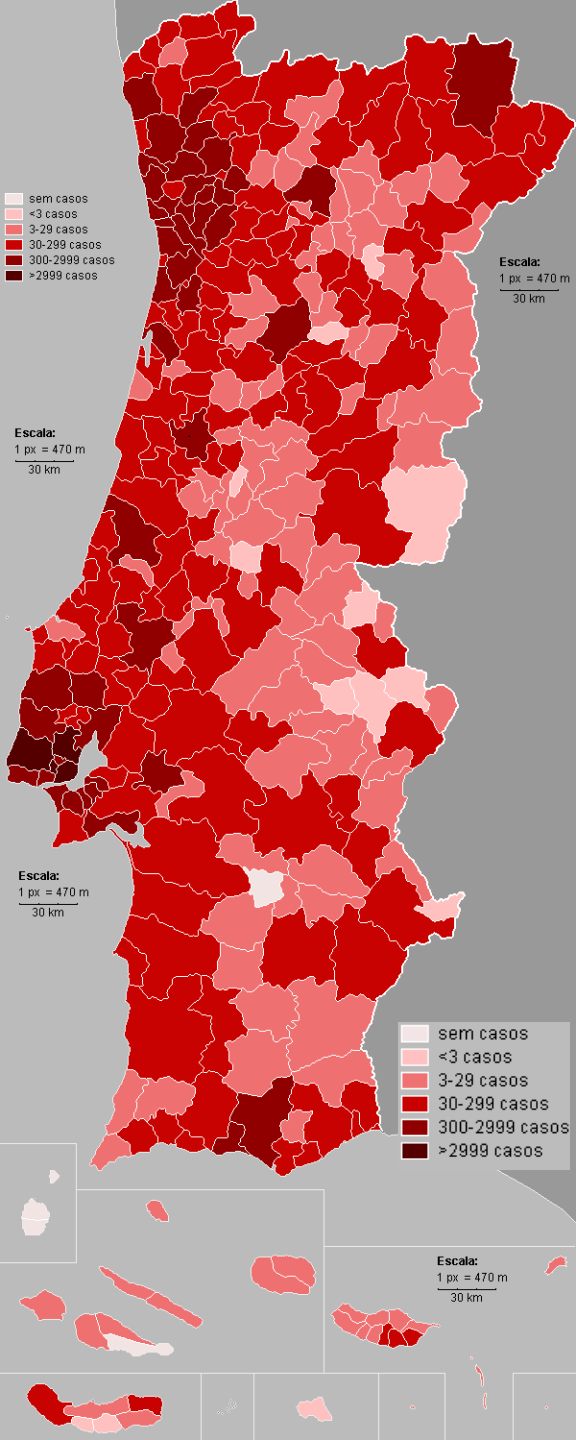 sem casos
<3 casos
3-29 casos
30-299 casos
300-2999 casos
>2999 casos
Escala:
1 px = 470 m
30 km
Escala:
1 px = 470 m
30 km
Escala:
1 px = 470 m
30 km
sem casos
<3 casos
3-29 casos
30-299 casos
300-2999 casos
>2999 casos
Escala:
1 px = 470 m
30 km